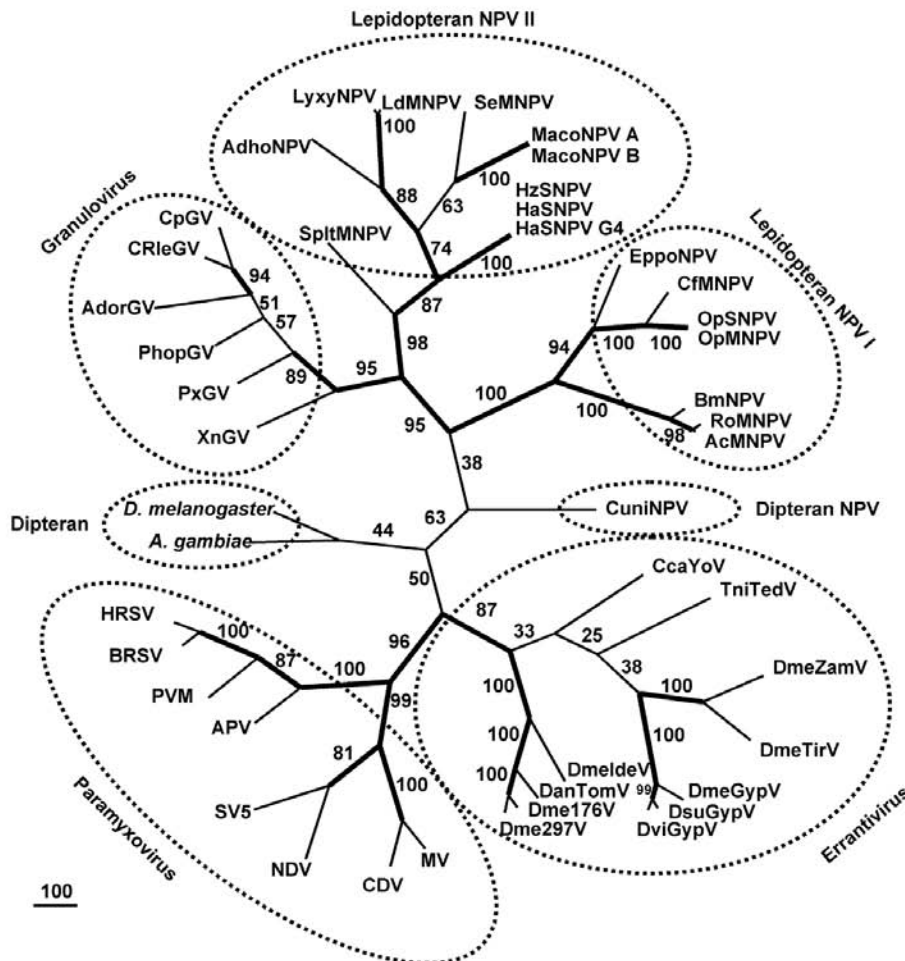 Lepidopteran NPV II
LyxyNPV
LdMNPV
SeMNPV
100
AdhoNPV
MacoNPV A
MacoNPV B
100
88
63
HzSNPV
HaSNPV
HaSNPV G4
SpltMNPV
74
100
87
98
Granulovirus
CpGV
CRleGV
94
AdorGV
51
57
PhopGV
PxGV
89
95
XnGV
95
Lepidopteran NPV I
EppoNPV
CfMNPV
OpSNPV
OpMNPV
94
100
100
100
BmNPV
RoMNPV
98
AcMNPV
38
Dipteran
D. melanogaster
A. gambiae
44
63
CuniNPV
Dipteran NPV
50
87
CcaYoV
TniTedV
33
25
38
DmeZamV
100
DmeTirV
100
100
100
100
DmeIdeV
DanTomV
Dme176V
Dme297V
99
DmeGypV
DsuGypV
DviGypV
Errantivirus
HRSV
100
BRSV
87
PVM
100
APV
96
99
81
100
SV5
NDV
CDV
MV
Paramyxovirus
100